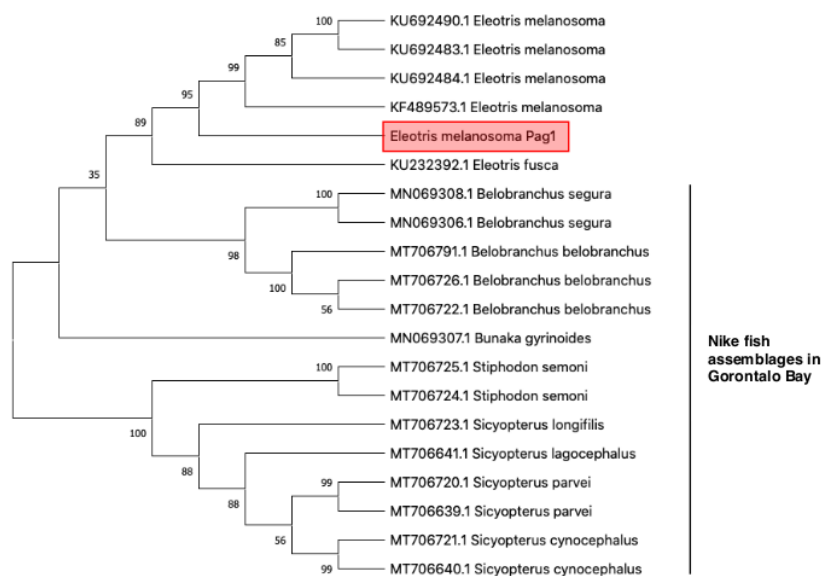 100
KU692490.1 Eleotris melanosoma
85
KU692483.1 Eleotris melanosoma
99
KU692484.1 Eleotris melanosoma
95
KF489573.1 Eleotris melanosoma
89
Eleotris melanosoma Pag1
35
KU232392.1 Eleotris fusca
100
MN069308.1 Belobranchus segura
MN069306.1 Belobranchus segura
98
MT706791.1 Belobranchus belobranchus
100
MT706726.1 Belobranchus belobranchus
56
MT706722.1 Belobranchus belobranchus
MN069307.1 Bunaka gyrinoides
100
MT706725.1 Stiphodon semoni
MT706724.1 Stiphodon semoni
100
MT706723.1 Sicyopterus longifilis
88
MT706641.1 Sicyopterus lagocephalus
88
99
MT706720.1 Sicyopterus parvei
MT706639.1 Sicyopterus parvei
56
MT706721.1 Sicyopterus cynocephalus
99
MT706640.1 Sicyopterus cynocephalus
Nike fish
assemblages in
Gorontalo Bay